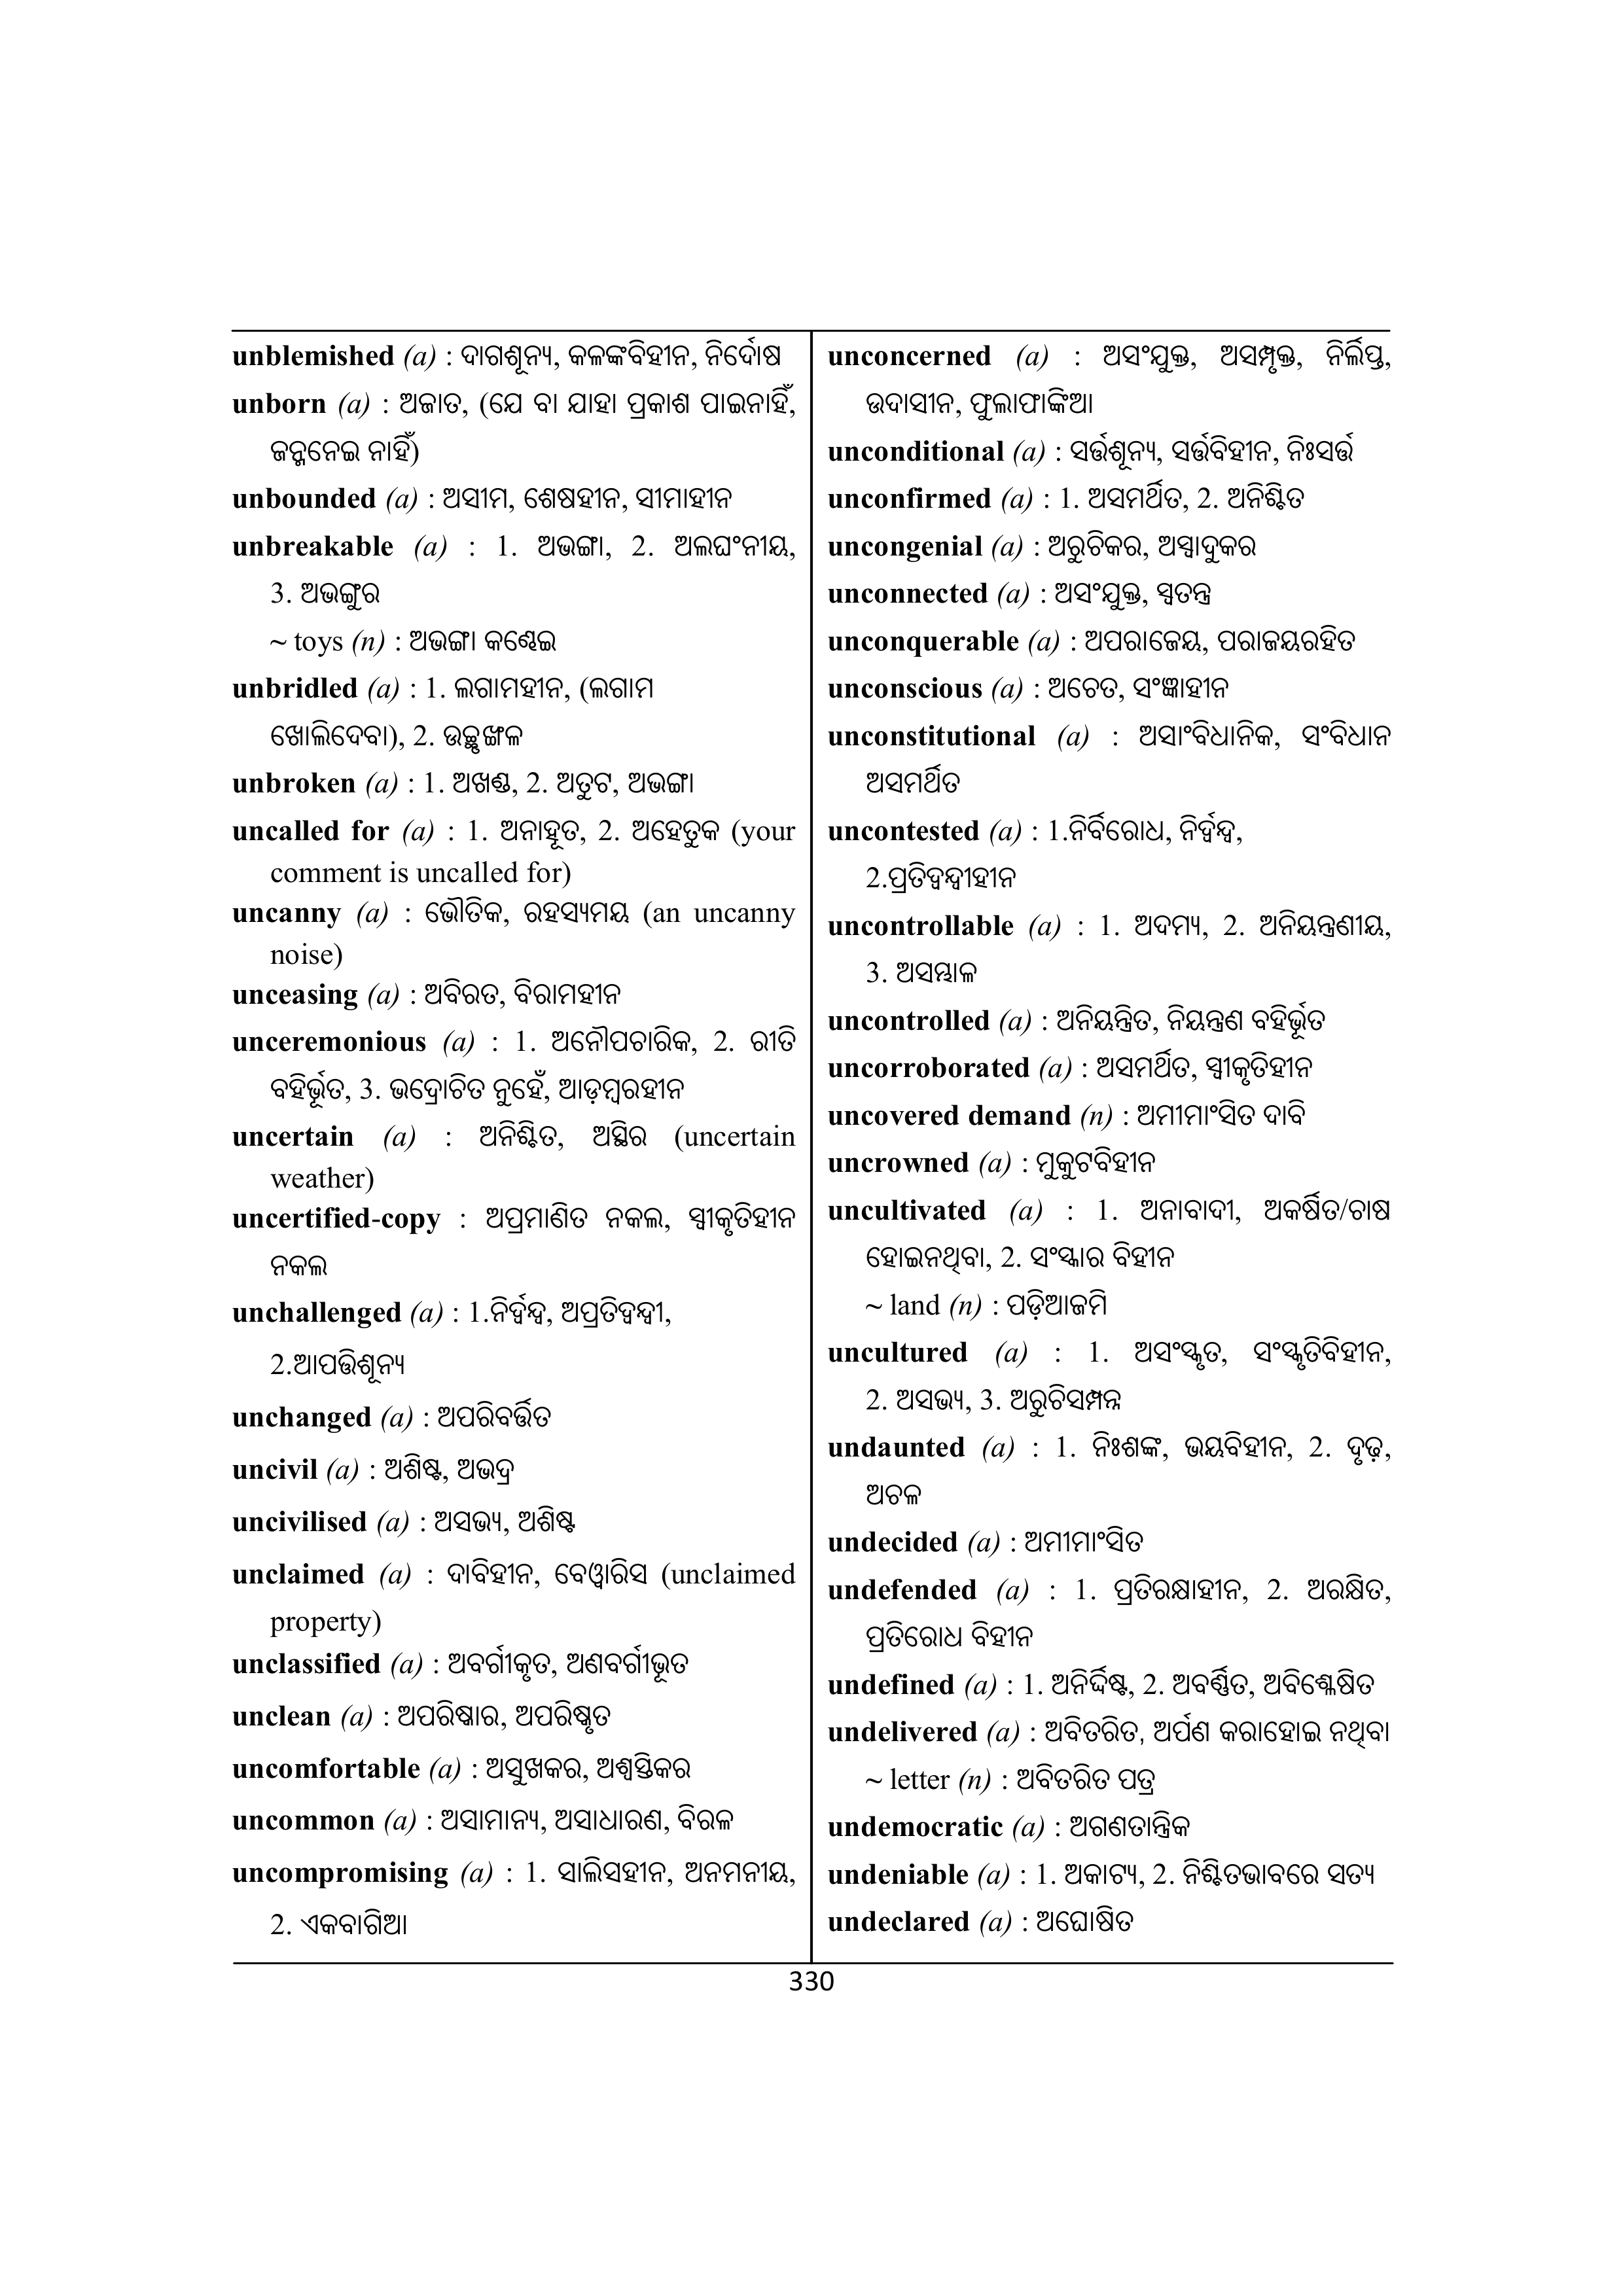 unblemished (a) : ଦାଗଶୂନ୍ୟ, କଳଙ୍କବିହୀନ, ନିର୍ଦୋଷ
unborn (a) : ଅଜାତ, (ଯେ ବା ଯାହା ପ୍ରକାଶ ପାଇନାହିଁ,
ଜନ୍ମନେଇ ନାହିଁ)
unbounded (a) : ଅସୀମ, ଶେଷହୀନ, ସୀମାହୀନ
unbreakable (a) : 1. ଅଭଙ୍ଗା, 2. ଅଲଘଂନୀୟ,
3. ଅଭଙ୍ଗୁର
~ toys (n) : ଅଭଙ୍ଗା କଣ୍ଢେଇ
unbridled (a) : 1. ଲଗାମହୀନ, (ଲଗାମ
ଖୋଲିଦେବା), 2. ଉଚ୍ଛୃଙ୍ଖଳ
unbroken (a) : 1. ଅଖଣ୍ଡ, 2. ଅତୁଟ, ଅଭଙ୍ଗା
uncalled for (a) : 1. ଅନାହୂତ, 2. ଅହେତୁକ (your
comment is uncalled for)
uncanny (a) : ଭୌତିକ, ରହସ୍ୟମୟ (an uncanny
noise)
unceasing (a) : ଅବିରତ, ବିରାମହୀନ
unceremonious (a) : 1. ଅନୌପଚାରିକ, 2. ରୀତି
ବହିର୍ଭୂତ, 3. ଭଦ୍ରୋଚିତ ନୁହେଁ, ଆଡ଼ମ୍ବରହୀନ
uncertain (a) : ଅନିଶ୍ଚିତ, ଅସ୍ଥିର (uncertain
weather)
uncertified-copy : ଅପ୍ରମାଣିତ ନକଲ, ସ୍ୱୀକୃତିହୀନ
ନକଲ
unchallenged (a) : 1.ନିର୍ଦ୍ୱନ୍ଦ୍ୱ, ଅପ୍ରତିଦ୍ୱନ୍ଦ୍ୱୀ,
2.ଆପତ୍ତିଶୂନ୍ୟ
unchanged (a) : ଅପରିବର୍ତ୍ତିତ
uncivil (a) : ଅଶିଷ୍ଟ, ଅଭଦ୍ର
uncivilised (a) : ଅସଭ୍ୟ, ଅଶିଷ୍ଟ
unclaimed (a) : ଦାବିହୀନ, ବେୱାରିସ (unclaimed
property)
unclassified (a) : ଅବର୍ଗୀକୃତ, ଅଣବର୍ଗୀଭୂତ
unclean (a) : ଅପରିଷ୍କାର, ଅପରିଷ୍କୃତ
uncomfortable (a) : ଅସୁଖକର, ଅଶ୍ୱସ୍ତିକର
uncommon (a) : ଅସାମାନ୍ୟ, ଅସାଧାରଣ, ବିରଳ
uncompromising (a) : 1. ସାଲିସହୀନ, ଅନମନୀୟ,
2. ଏକବାଗିଆ
unconcerned (a) : ଅସଂଯୁକ୍ତ, ଅସମ୍ପୃକ୍ତ, ନିର୍ଲିପ୍ତ,
ଉଦାସୀନ, ଫୁଲାଫାଙ୍କିଆ
unconditional (a) : ସର୍ତ୍ତଶୂନ୍ୟ, ସର୍ତ୍ତବିହୀନ, ନିଃସର୍ତ୍ତ
unconfirmed (a) : 1. ଅସମର୍ଥିତ, 2. ଅନିଶ୍ଚିତ
uncongenial (a) : ଅରୁଚିକର, ଅସ୍ୱାଦୁକର
unconnected (a) : ଅସଂଯୁକ୍ତ, ସ୍ୱତନ୍ତ୍ର
unconquerable (a) : ଅପରାଜେୟ, ପରାଜୟରହିତ
unconscious (a) : ଅଚେତ, ସଂଜ୍ଞାହୀନ
unconstitutional (a) : ଅସାଂବିଧାନିକ, ସଂବିଧାନ
ଅସମର୍ଥିତ
uncontested (a) : 1.ନିର୍ବିରୋଧ, ନିର୍ଦ୍ୱନ୍ଦ୍ୱ,
2.ପ୍ରତିଦ୍ୱନ୍ଦ୍ୱୀହୀନ
uncontrollable (a) : 1. ଅଦମ୍ୟ, 2. ଅନିୟନ୍ତ୍ରଣୀୟ,
3. ଅସମ୍ଭାଳ
uncontrolled (a) : ଅନିୟନ୍ତ୍ରିତ, ନିୟନ୍ତ୍ରଣ ବହିର୍ଭୂତ
uncorroborated (a) : ଅସମର୍ଥିତ, ସ୍ୱୀକୃତିହୀନ
uncovered demand (n) : ଅମୀମାଂସିତ ଦାବି
uncrowned (a) : ମୁକୁଟବିହୀନ
uncultivated (a) : 1. ଅନାବାଦୀ, ଅକର୍ଷିତ/ଚାଷ
ହୋଇନଥିବା, 2. ସଂସ୍କାର ବିହୀନ
~ land (n) : ପଡ଼ିଆଜମି
uncultured (a) : 1. ଅସଂସ୍କୃତ, ସଂସ୍କୃତିବିହୀନ,
2. ଅସଭ୍ୟ, 3. ଅରୁଚିସମ୍ପନ୍ନ
undaunted (a) : 1. ନିଃଶଙ୍କ, ଭୟବିହୀନ, 2. ଦୃଢ଼,
ଅଚଳ
undecided (a) : ଅମୀମାଂସିତ
undefended (a) : 1. ପ୍ରତିରକ୍ଷାହୀନ, 2. ଅରକ୍ଷିତ,
ପ୍ରତିରୋଧ ବିହୀନ
undefined (a) : 1. ଅନିର୍ଦ୍ଦିଷ୍ଟ, 2. ଅବର୍ଣ୍ଣିତ, ଅବିଶ୍ଳେଷିତ
undelivered (a) : ଅବିତରିତ, ଅର୍ପଣ କରାହୋଇ ନଥିବା
~ letter (n) : ଅବିତରିତ ପତ୍ର
undemocratic (a) : ଅଗଣତାନ୍ତ୍ରିକ
undeniable (a) : 1. ଅକାଟ୍ୟ, 2. ନିଶ୍ଚିତଭାବରେ ସତ୍ୟ
undeclared (a) : ଅଘୋଷିତ
330